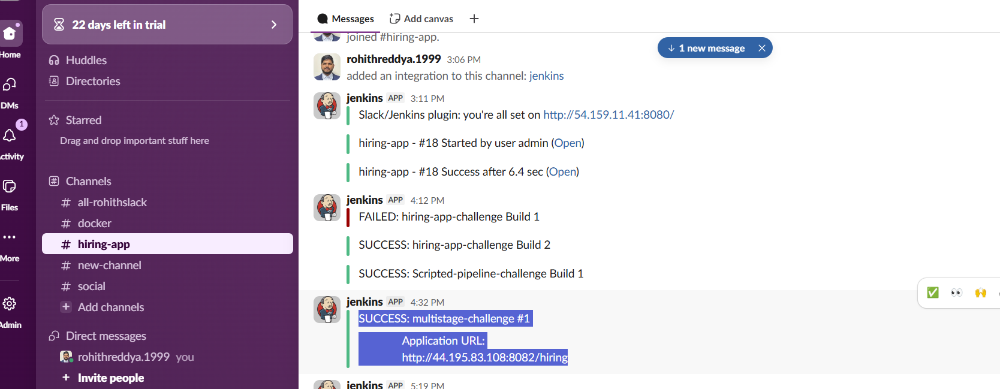 Home
DMs
1
ctivity
Files
More
Admin
22 days left in trial
Huddles
Directories
Starred
Drag and drop important stuff here
Channels
# all-rohithslack
# docker
# hiring-app
# new-channel
# social
+ Add channels
Direct messages
rohithreddya.1999 you
+ Invite people
Messages
Add canvas
+
joined #hiring-app.
1 new message
rohithreddya.1999 3:06 PM
added an integration to this channel: jenkins
jenkins APP 3:11 PM
Slack/Jenkins plugin: you're all set on http://54.159.11.41:8080/
hiring-app - #18 Started by user admin (Open)
hiring-app - #18 Success after 6.4 sec (Open)
jenkins APP 4:12 PM
FAILED: hiring-app-challenge Build 1
SUCCESS: hiring-app-challenge Build 2
SUCCESS: Scripted-pipeline-challenge Build 1
jenkins APP 4:32 PM
SUCCESS: multistage-challenge #1
Application URL:
http://44.195.83.108:8082/hiring
jenkins APP 5:19 PM